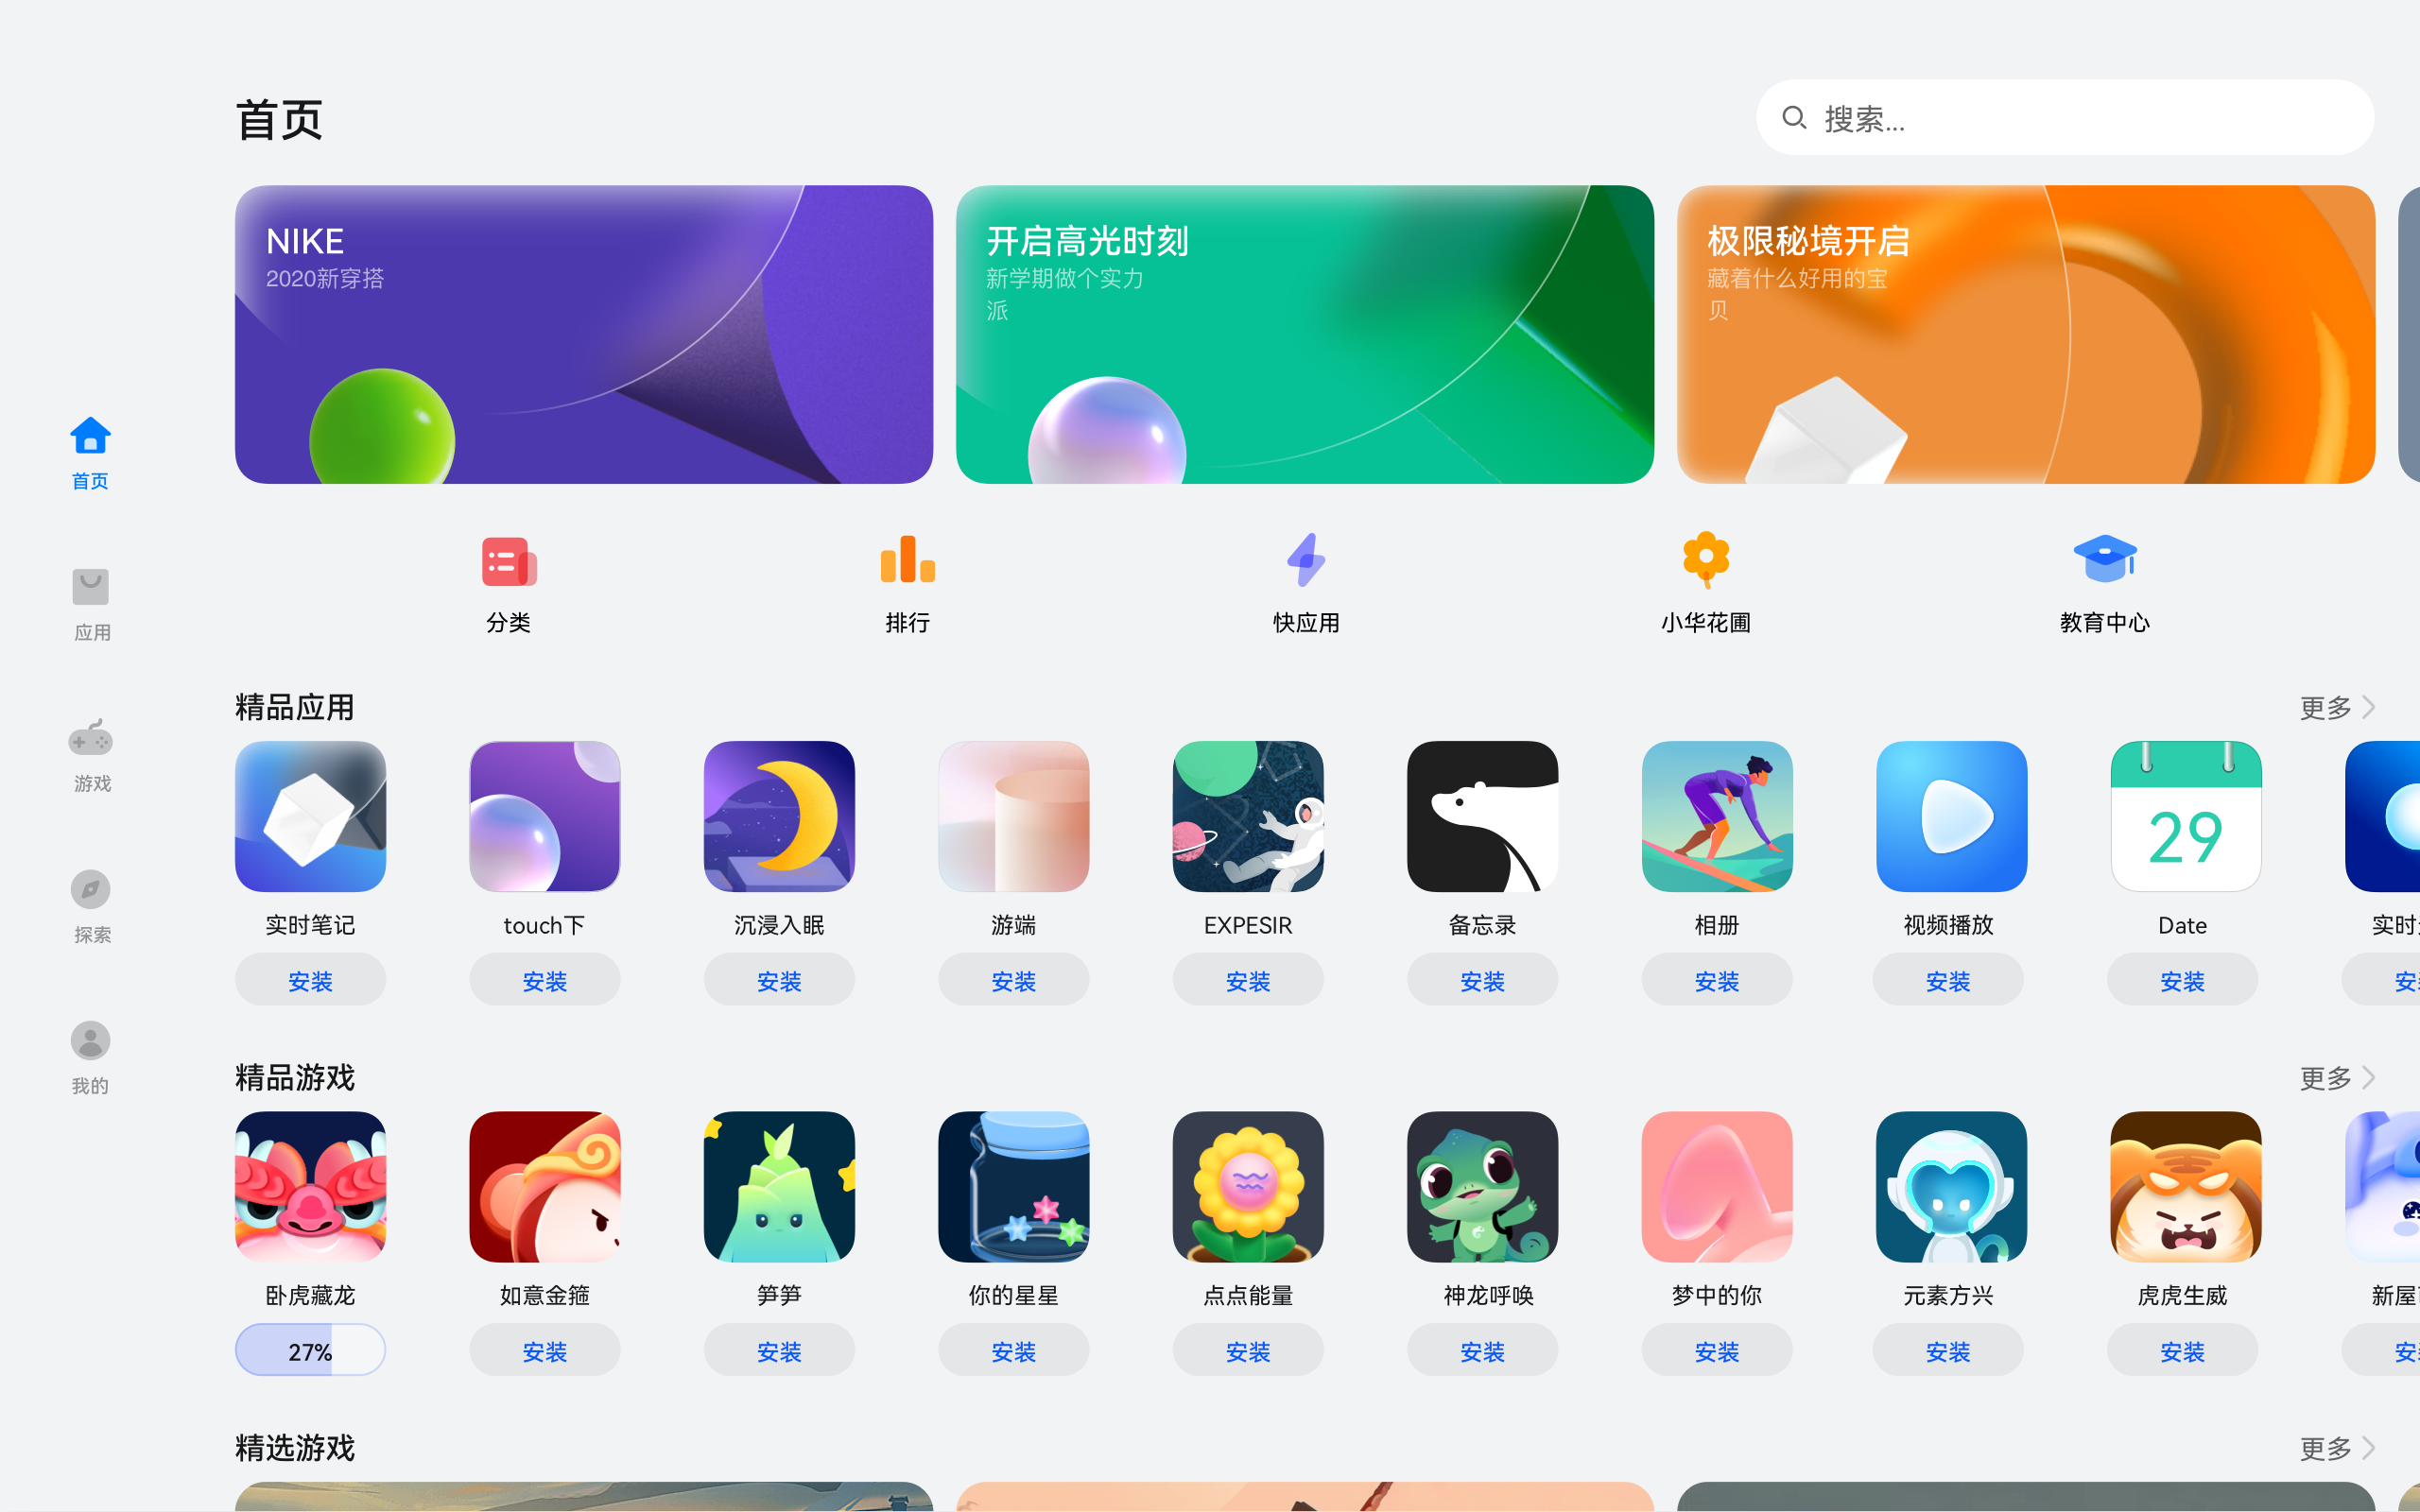 首页
搜索...
NIKE
2020新穿搭
开启高光时刻
新学期做个实力
派
极限秘境开启
藏着什么好用的宝
贝
首页
应用
游戏
探索
我的
分类
排行
快应用
小华花圃
教育中心
精品应用
更多
29
实时笔记
touch下
沉浸入眠
游端
EXPESIR
备忘录
相册
视频播放
Date
实时
安装
安装
安装
安装
安装
安装
安装
安装
安装
安
精品游戏
更多
卧虎藏龙
如意金箍
笋笋
你的星星
点点能量
神龙呼唤
梦中的你
元素方兴
虎虎生威
新屋
27%
安装
安装
安装
安装
安装
安装
安装
安装
安
精选游戏
更多